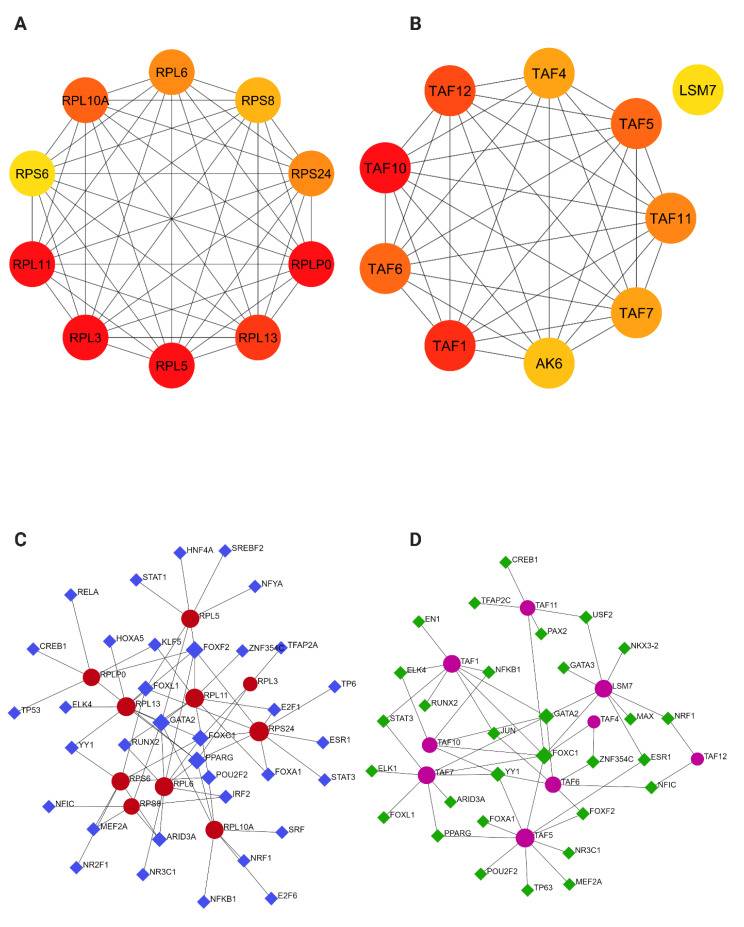 A
B
RPL6
RPL10A
RPS8
RPS6
RPS24
RPL11
RPLP0
RPL3
RPL13
RPL5
TAF4
LSM7
TAF12
TAF5
TAF10
TAF11
TAF6
TAF7
TAF1
AK6
C
D
HNF4A
SREBF2
STAT1
NFYA
RELA
RPL5
HOXA5
KLF5
CREB1
FOXF2
ZNF354C
TFAP2A
RPLP0
RPL3
TP6
FOXL1
RPL11
TP53
ELK4
RPL13
E2F1
GATA2
RPS24
FOXC1
YY1
RUNX2
ESR1
PPARG
POU2F2
FOXA1
STAT3
RPS6
RPL6
IRF2
NFIC
RPS8
MEF2A
ARID3A
RPL10A
SRF
NR2F1
NR3C1
NRF1
NFKB1
E2F6
CREB1
TFAP2C
TAF11
USF2
EN1
PAX2
NKX3-2
TAF1
ELK4
NFKB1
GATA3
LSM7
RUNX2
STAT3
GATA2
TAF4
MAX
NRF1
JUN
TAF10
FOXC1
ZNF354C
ESR1
TAF12
ELK1
TAF7
YY1
TAF6
NFIC
ARID3A
FOXL1
FOXA1
FOXF2
PPARG
TAF5
NR3C1
POU2F2
TP63
MEF2A